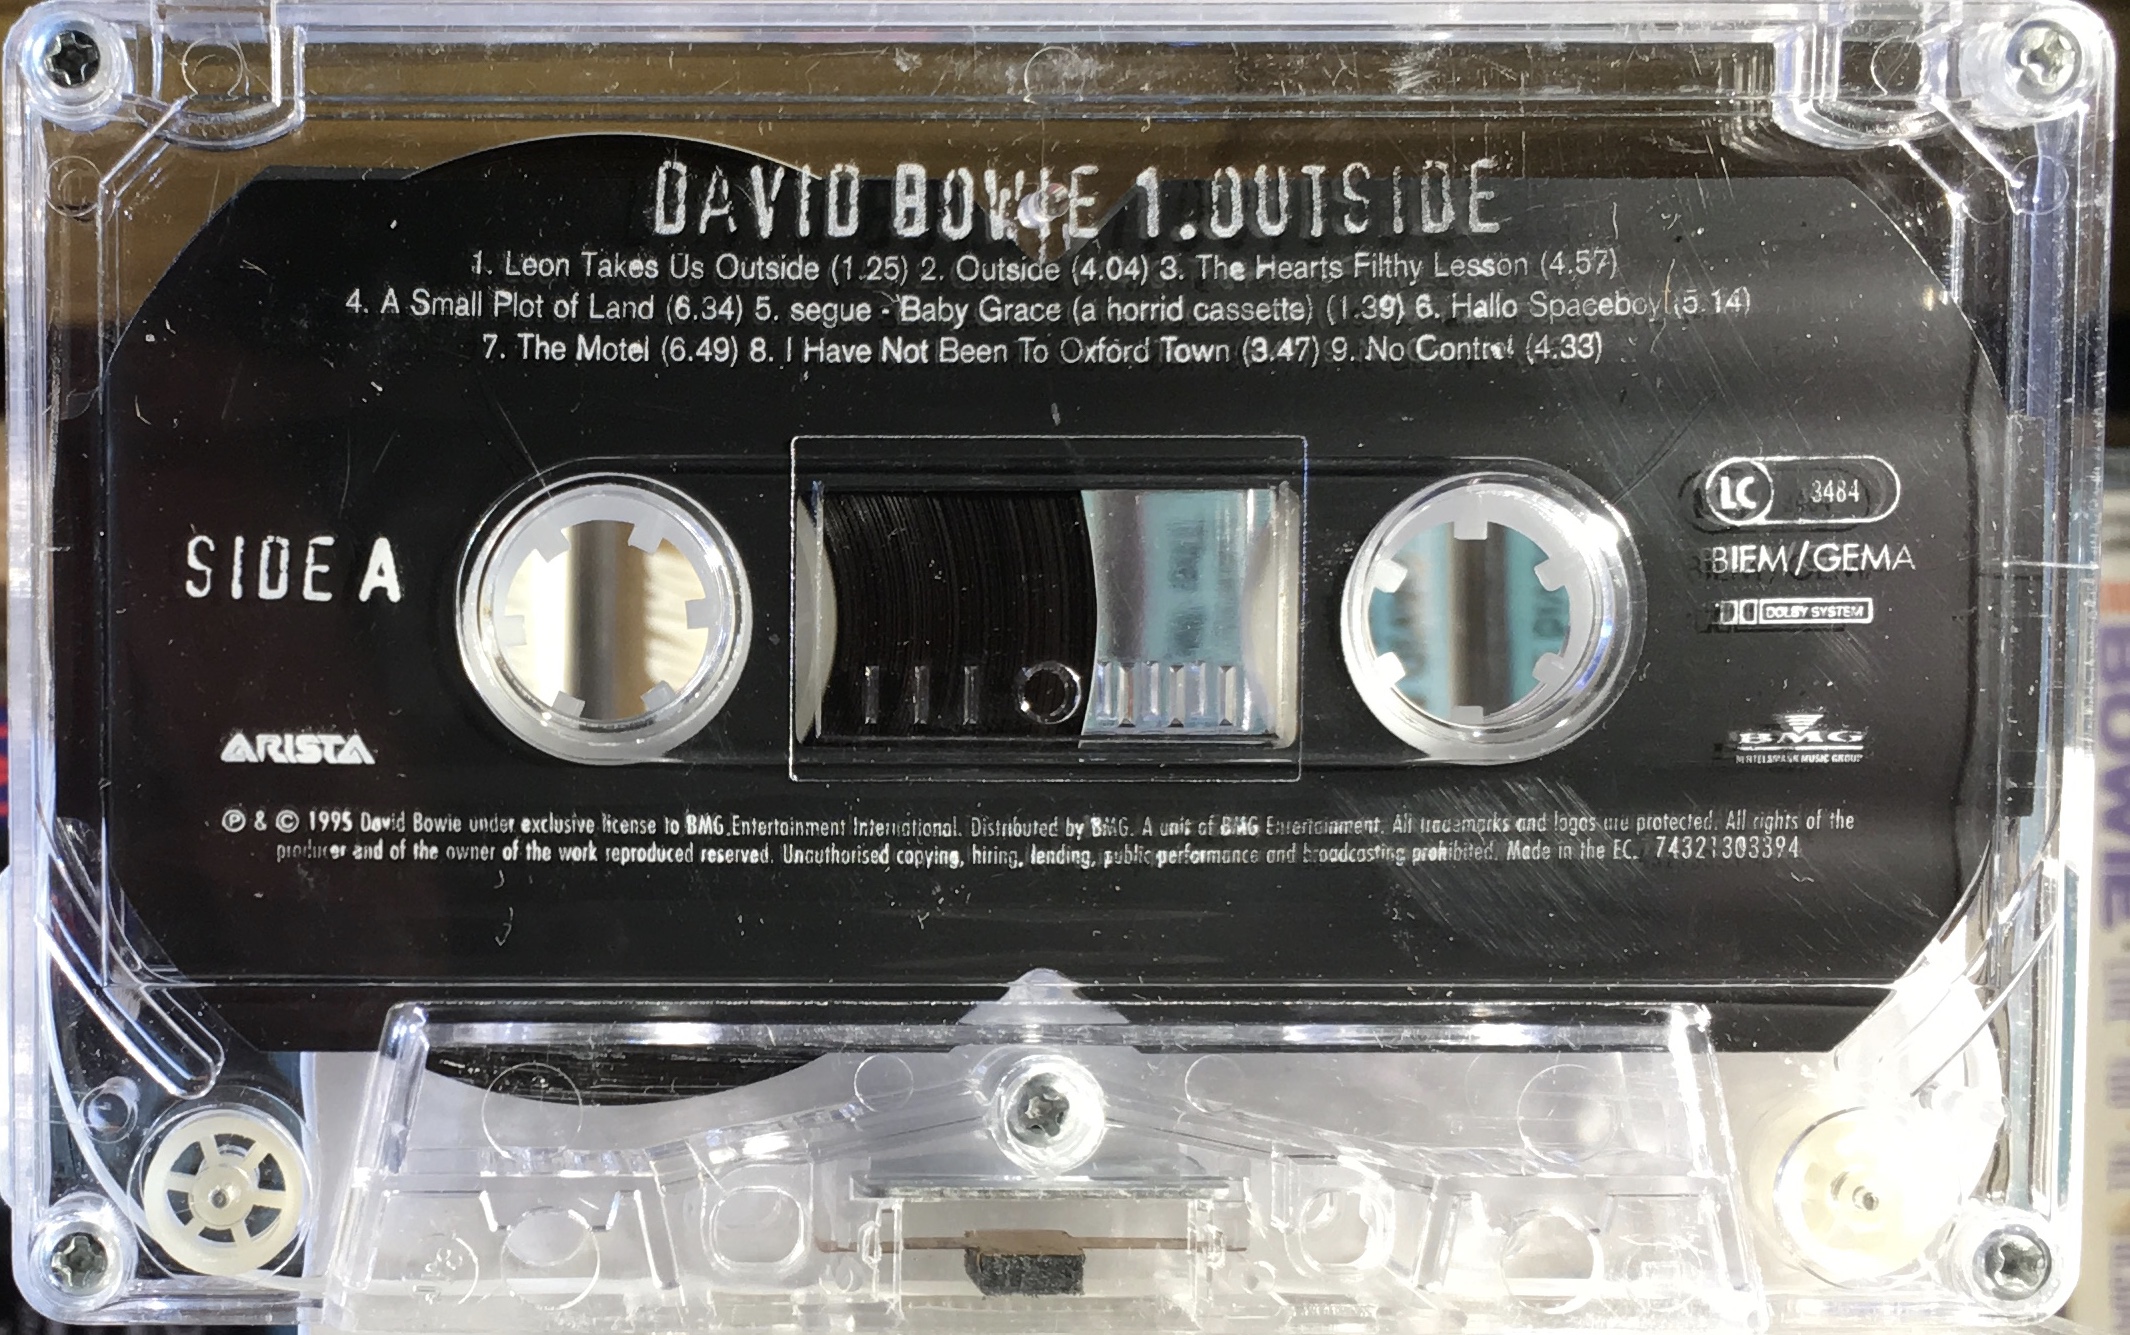 DAVID BOWIE 1.OUTSIDE
1. Leon Takes Us Outside (1.25) 2. Outside (4.04) 3. The Hearts Filthy Lesson (4.57)
4. A Small Plot of Land (6.34) 5. segue - Baby Grace (a horrid cassette) (1.39) 6. Hallo Spaceboy (5.14)
7. The Motel (6.49) 8. I Have Not Been To Oxford Town (3.47) 9. No Control (4.33)
LC 3484
BIEM/GEMA
DOLBY SYSTEM
SIDE A
ARISTA
BMG
BERTELSMANN MUSIC GROUP
℗ & © 1995 David Bowie under exclusive license to BMG Entertainment International. Distributed by BMG. A unit of BMG Entertainment. All trademarks and logos are protected. All rights of the
producer and of the owner of the work reproduced reserved. Unauthorised copying, hiring, lending, public performance and broadcasting prohibited. Made in the EC. 74321303394
BOWIE